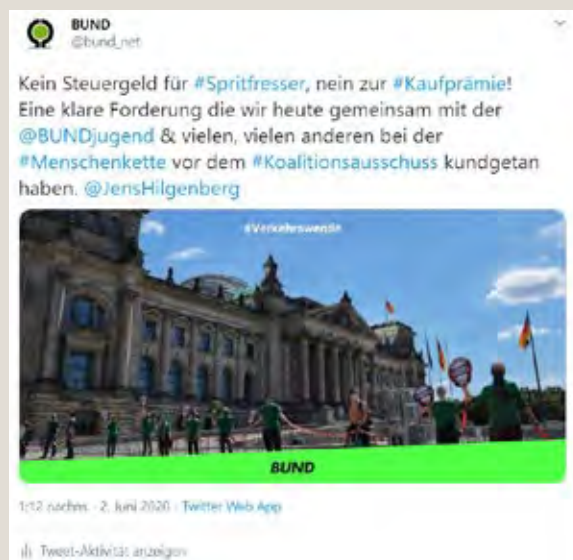 BUND
@bund_net
Kein Steuergeld für #Spritfresser, nein zur #Kaufprämie!
Eine klare Forderung die wir heute gemeinsam mit der
@BUNDjugend & vielen, vielen anderen bei der
#Menschenkette vor dem #Koalitionsausschuss kundgetan
haben. @JensHilgenberg
#Verkehrswende
BUND
1:12 nachm. · 2. Juni 2020 · Twitter Web App
Tweet-Aktivität anzeigen